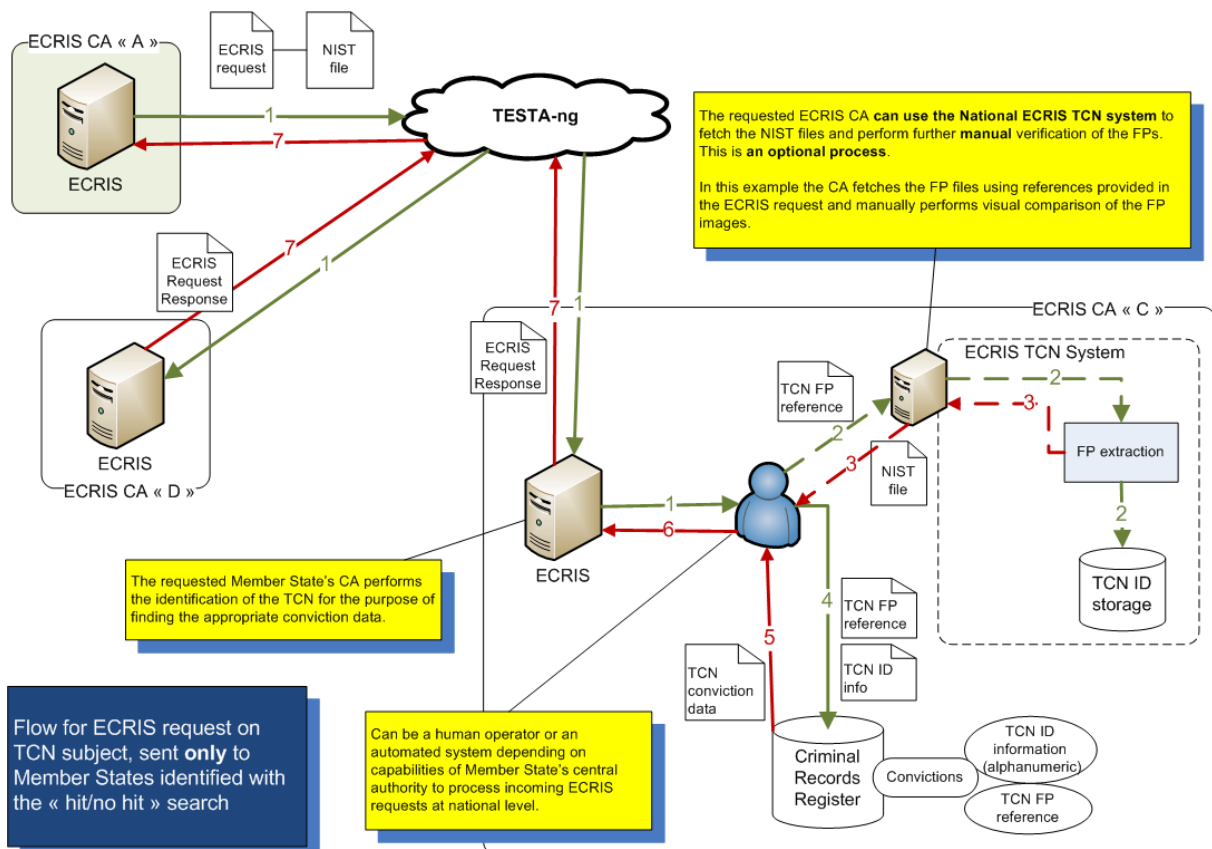 ECRIS CA « A »
ECRIS
request
NIST
file
TESTA-ng
1
7
ECRIS
The requested ECRIS CA can use the National ECRIS TCN system to
fetch the NIST files and perform further manual verification of the FPs.
This is an optional process.
In this example the CA fetches the FP files using references provided in
the ECRIS request and manually performs visual comparison of the FP
images.
7
1
ECRIS
Request
Response
7
1
ECRIS CA « C »
ECRIS
CA « D »
ECRIS
Request
Response
ECRIS TCN System
TCN FP
reference
2
3
2
3
FP extraction
NIST
file
2
TCN ID
storage
1
6
ECRIS
The requested Member State's CA performs
the identification of the TCN for the purpose of
finding the appropriate conviction data.
4
5
TCN FP
reference
TCN ID
info
TCN
conviction
data
Flow for ECRIS request on
TCN subject, sent only to
Member States identified with
the « hit/no hit » search
Can be a human operator or an
automated system depending on
capabilities of Member State's central
authority to process incoming ECRIS
requests at national level.
Criminal
Records
Register
Convictions
TCN ID
information
(alphanumeric)
TCN FP
reference